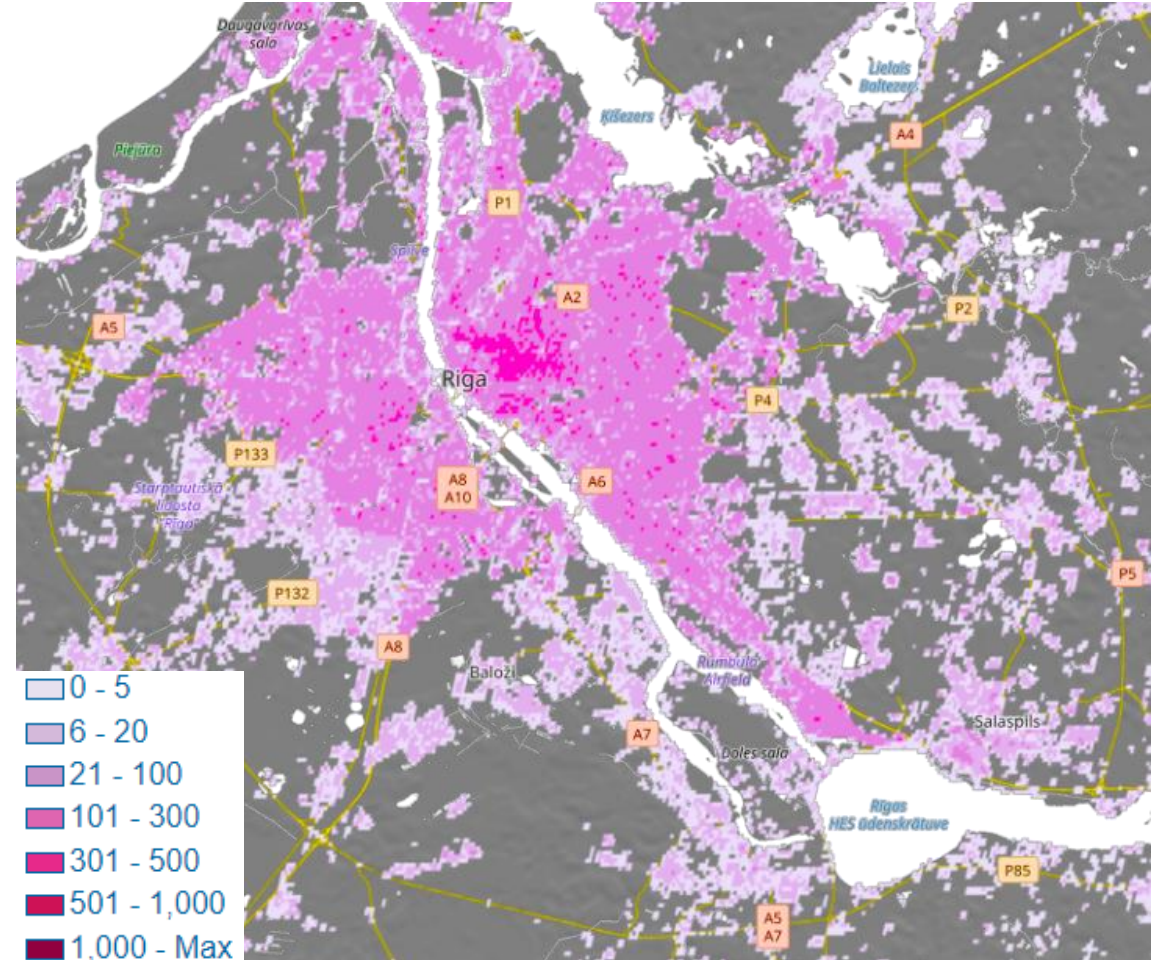 Daugavgrīvas
sala
Lielais
Baltezers
Ķīšezers
A4
Piejūra
P1
Spilve
A2
P2
A5
Rīga
P4
P133
A8
A10
A6
Starptautiskā
lidosta
"Rīga"
P5
P132
A8
Baloži
Rumbula
Airfield
Salaspils
A7
Doles sala
Rīgas
HES ūdenskrātuve
P85
A5
A7
0 - 5
6 - 20
21 - 100
101 - 300
301 - 500
501 - 1,000
1,000 - Max